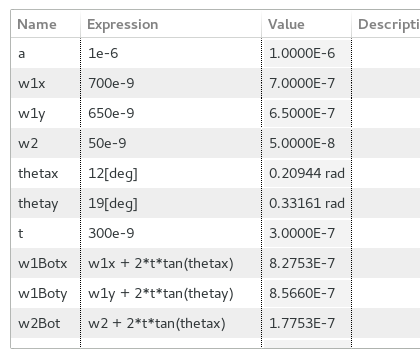 Name Expression Value Descripti
a 1e-6 1.0000E-6
w1x 700e-9 7.0000E-7
w1y 650e-9 6.5000E-7
w2 50e-9 5.0000E-8
thetax 12[deg] 0.20944 rad
thetay 19[deg] 0.33161 rad
t 300e-9 3.0000E-7
w1Botx w1x + 2*t*tan(thetax) 8.2753E-7
w1Boty w1y + 2*t*tan(thetay) 8.5660E-7
w2Bot w2 + 2*t*tan(thetax) 1.7753E-7